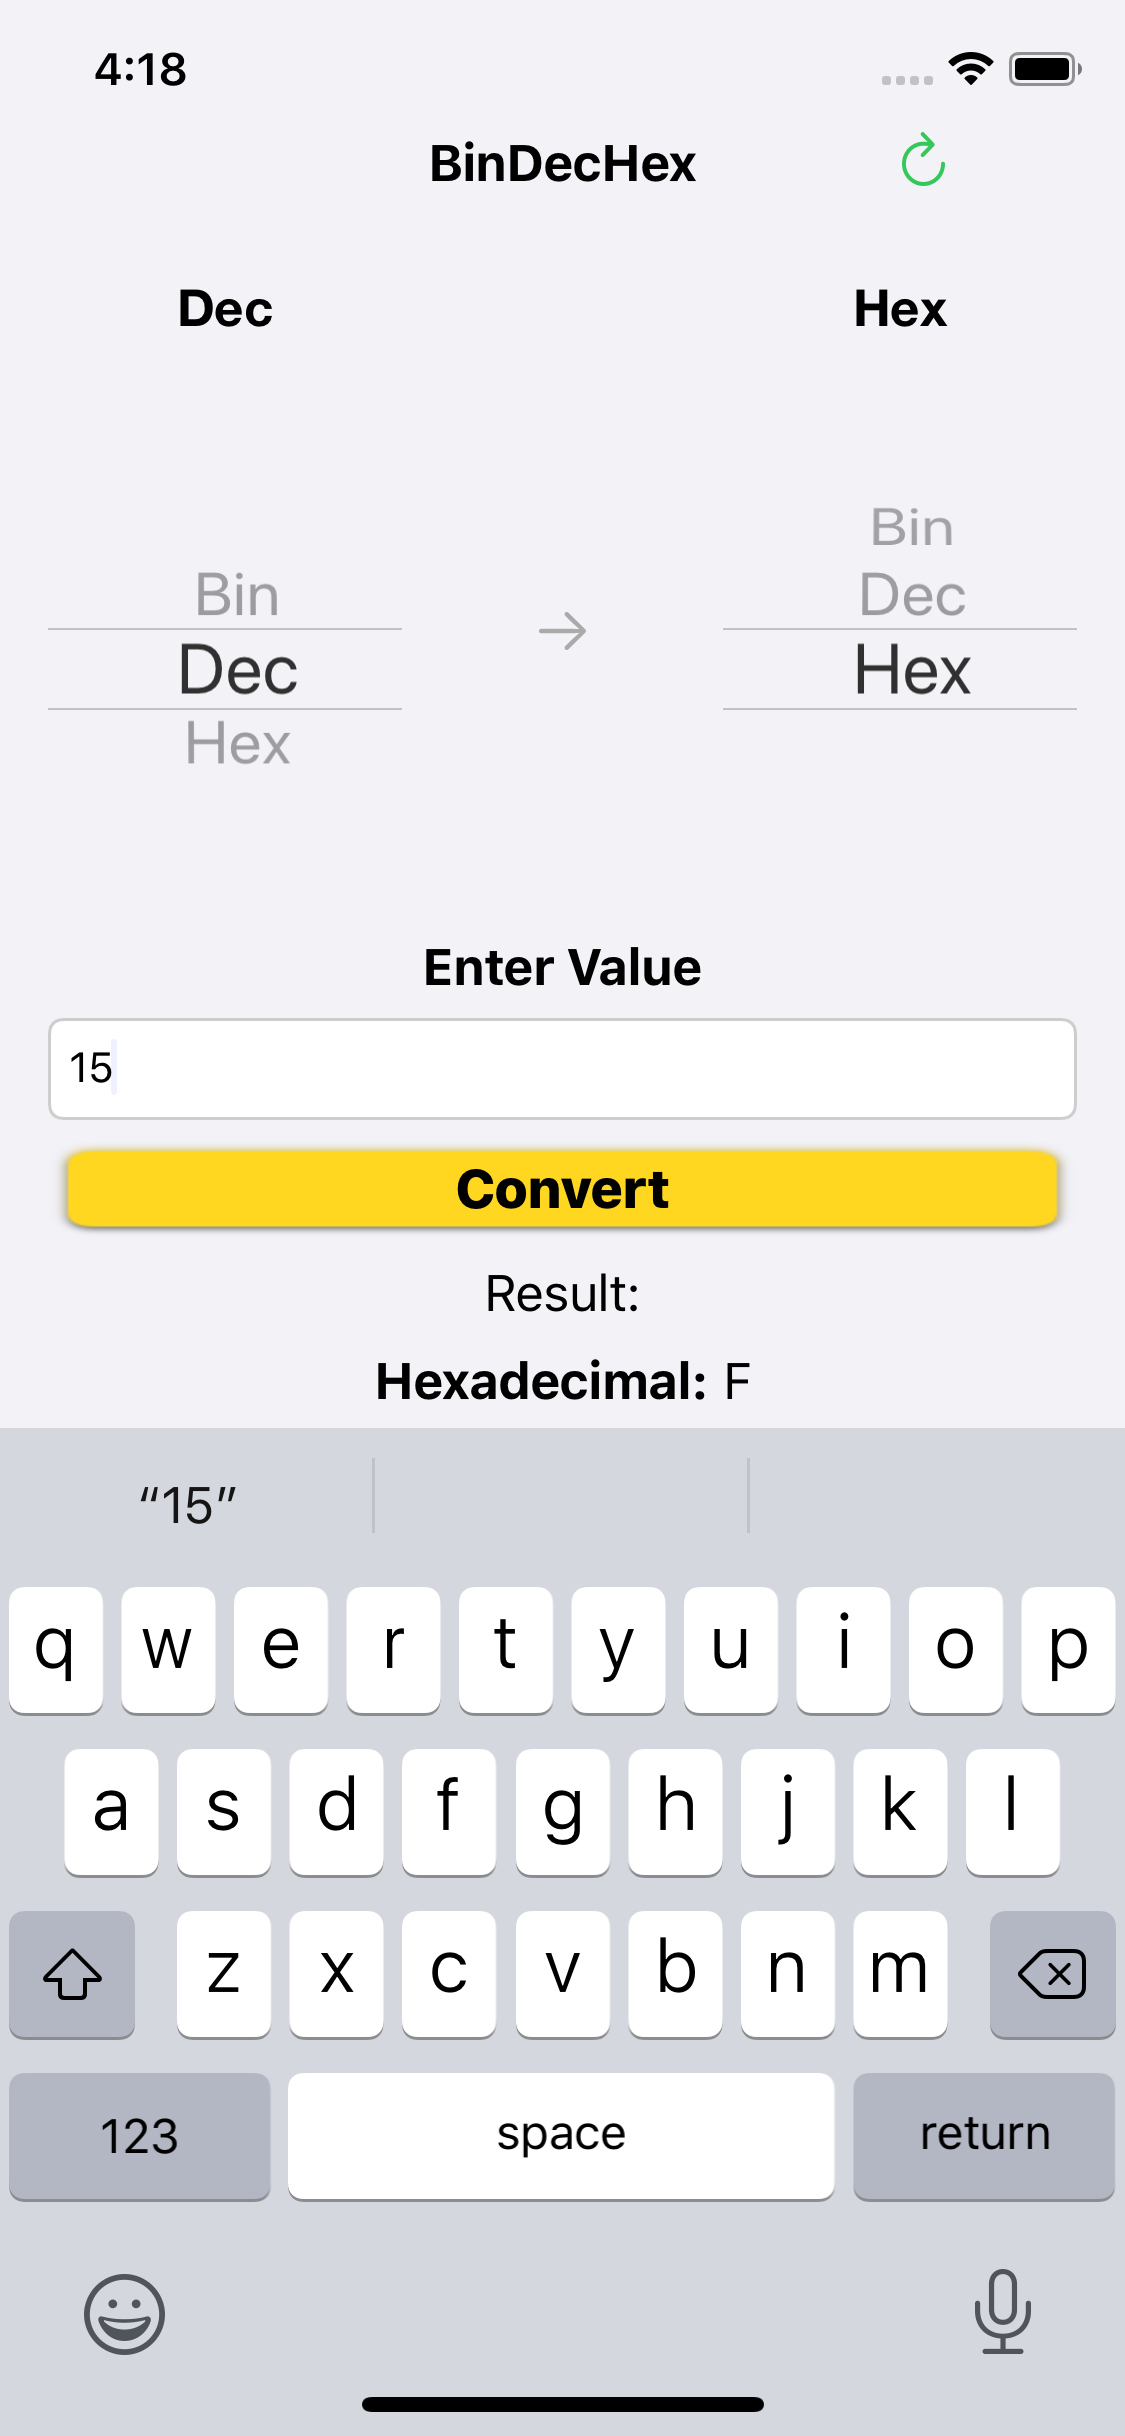 4:18
BinDecHex
Dec Hex
Bin
Bin Dec
Dec Hex
Hex
Enter Value
15
Convert
Result:
Hexadecimal: F
“15”
q w e r t y u i o p
a s d f g h j k l
z x c v b n m
123 space return